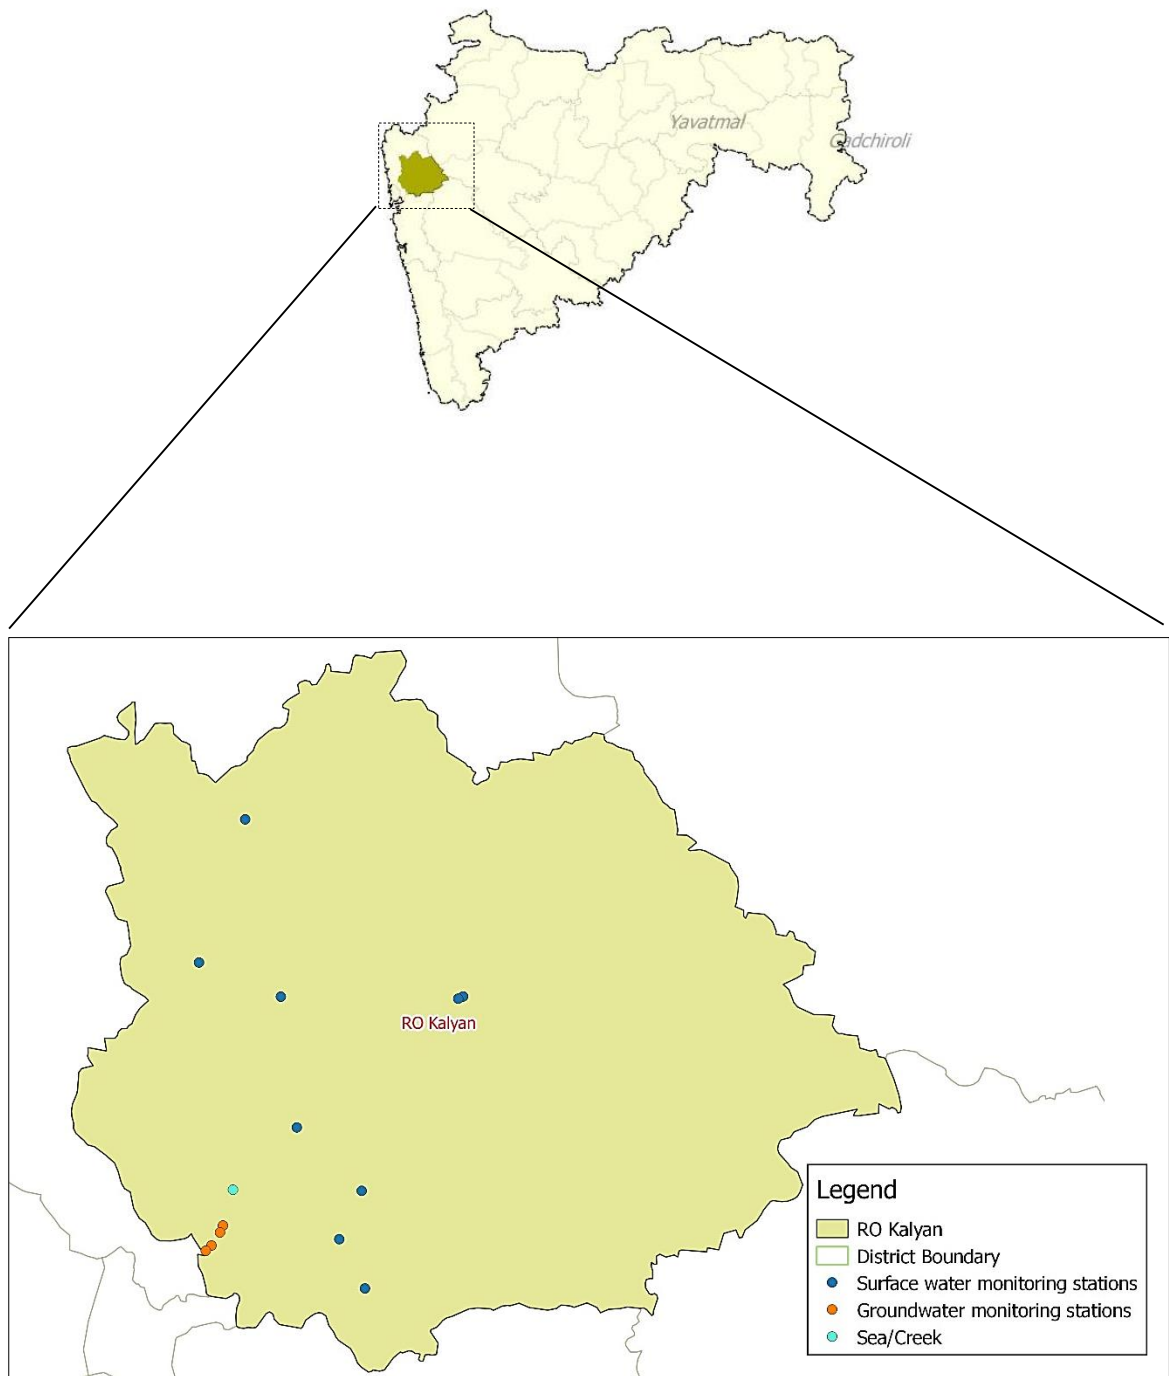 Yavatmal
Gadchiroli
RO Kalyan
Legend
RO Kalyan
District Boundary
Surface water monitoring stations
Groundwater monitoring stations
Sea/Creek